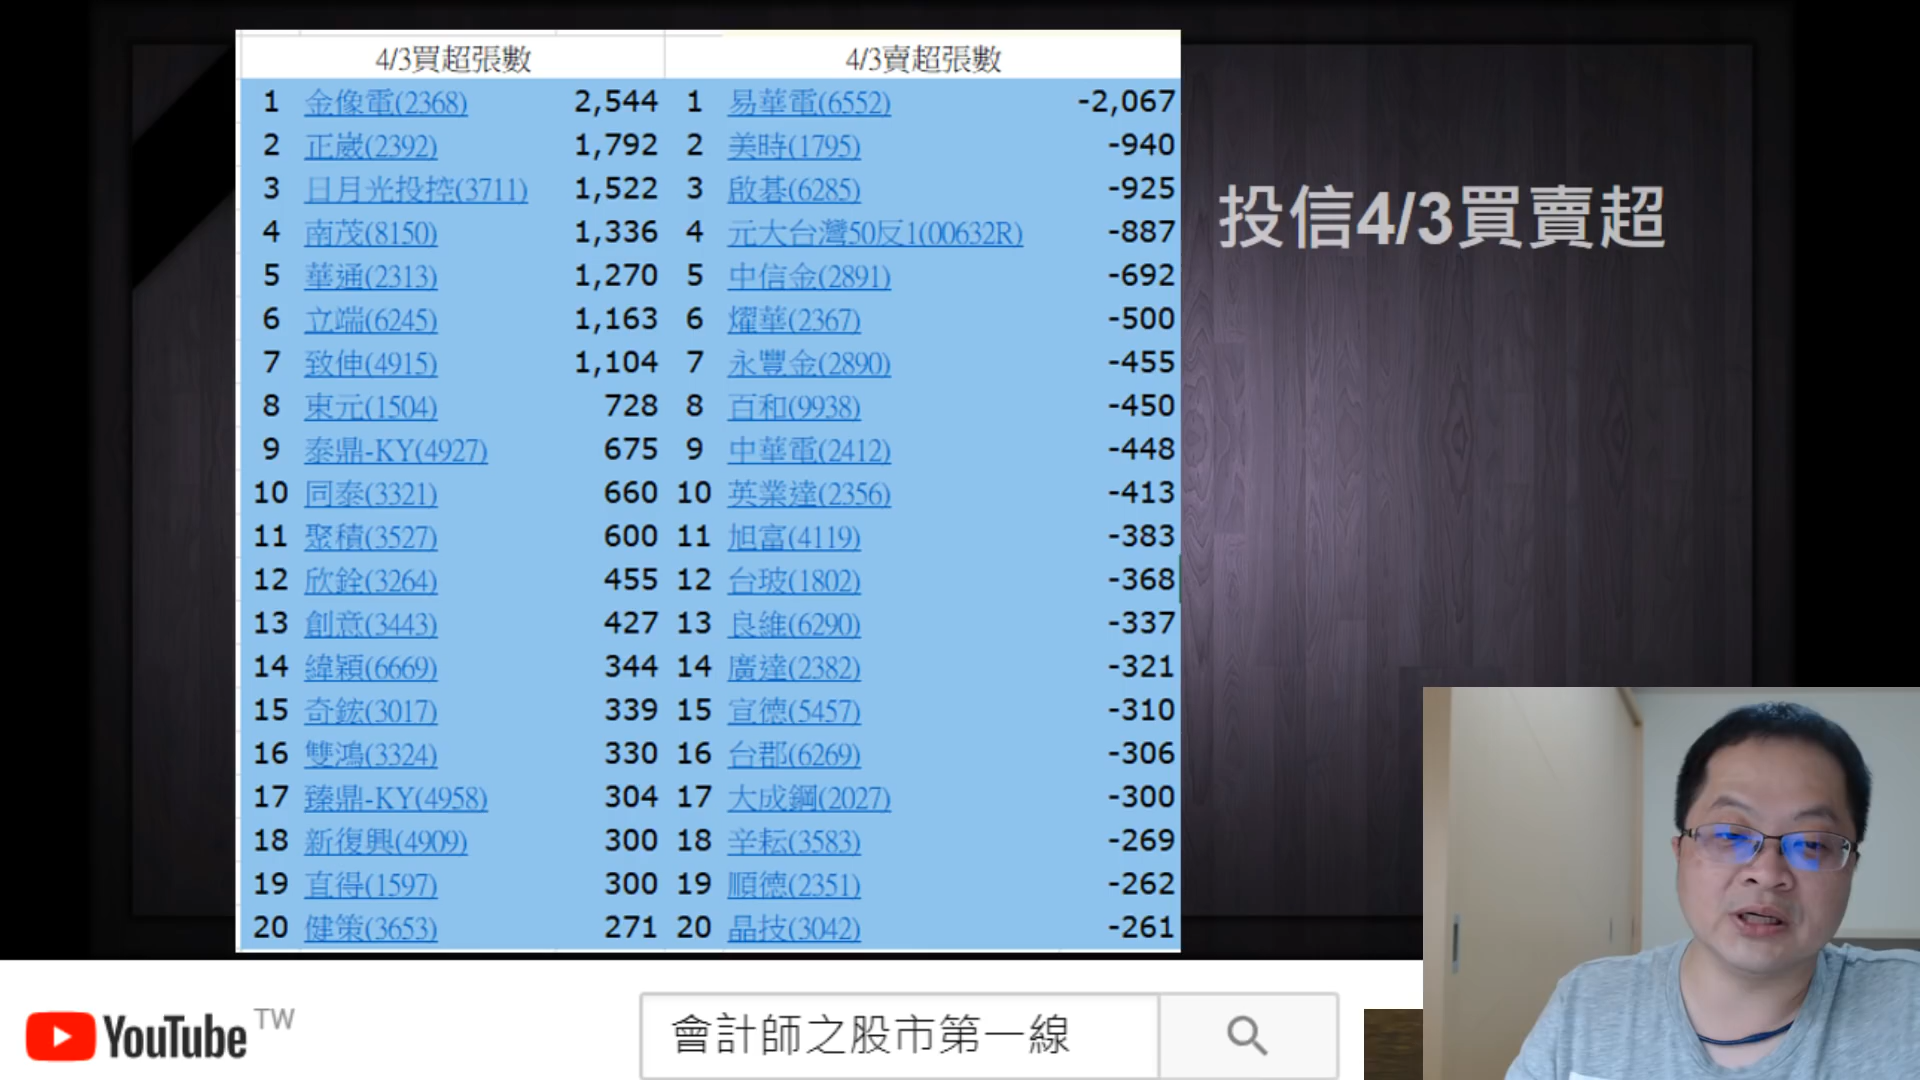 4/3買超張數 4/3賣超張數
1 金像電(2368) 2,544 1 易華電(6552) -2,067
2 正崴(2392) 1,792 2 美時(1795) -940
3 日月光投控(3711) 1,522 3 啟碁(6285) -925
4 南茂(8150) 1,336 4 元大台灣50反1(00632R) -887
5 華通(2313) 1,270 5 中信金(2891) -692
6 立端(6245) 1,163 6 燿華(2367) -500
7 致伸(4915) 1,104 7 永豐金(2890) -455
8 東元(1504) 728 8 百和(9938) -450
9 泰鼎-KY(4927) 675 9 中華電(2412) -448
10 同泰(3321) 660 10 英業達(2356) -413
11 聚積(3527) 600 11 旭富(4119) -383
12 欣銓(3264) 455 12 台玻(1802) -368
13 創意(3443) 427 13 良維(6290) -337
14 緯穎(6669) 344 14 廣達(2382) -321
15 奇鋐(3017) 339 15 宣德(5457) -310
16 雙鴻(3324) 330 16 台郡(6269) -306
17 臻鼎-KY(4958) 304 17 大成鋼(2027) -300
18 新復興(4909) 300 18 辛耘(3583) -269
19 直得(1597) 300 19 順德(2351) -262
20 健策(3653) 271 20 晶技(3042) -261
投信4/3買賣超
YouTube TW
會計師之股市第一線